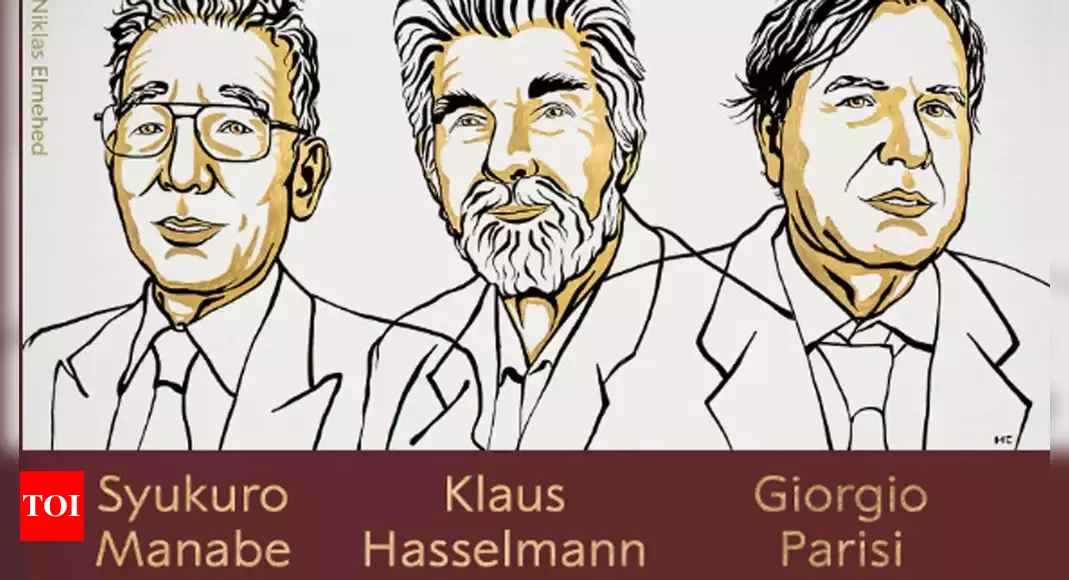 Niklas Elmehed
TOI
Syukuro
Manabe
Klaus
Hasselmann
Giorgio
Parisi